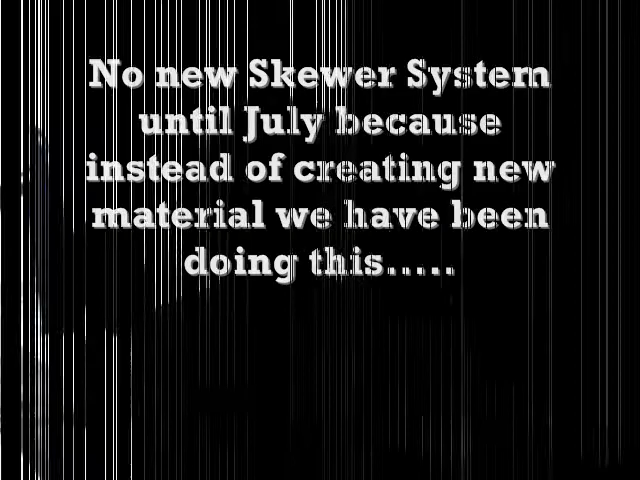 No new Skewer System
until July because
instead of creating new
material we have been
doing this.....